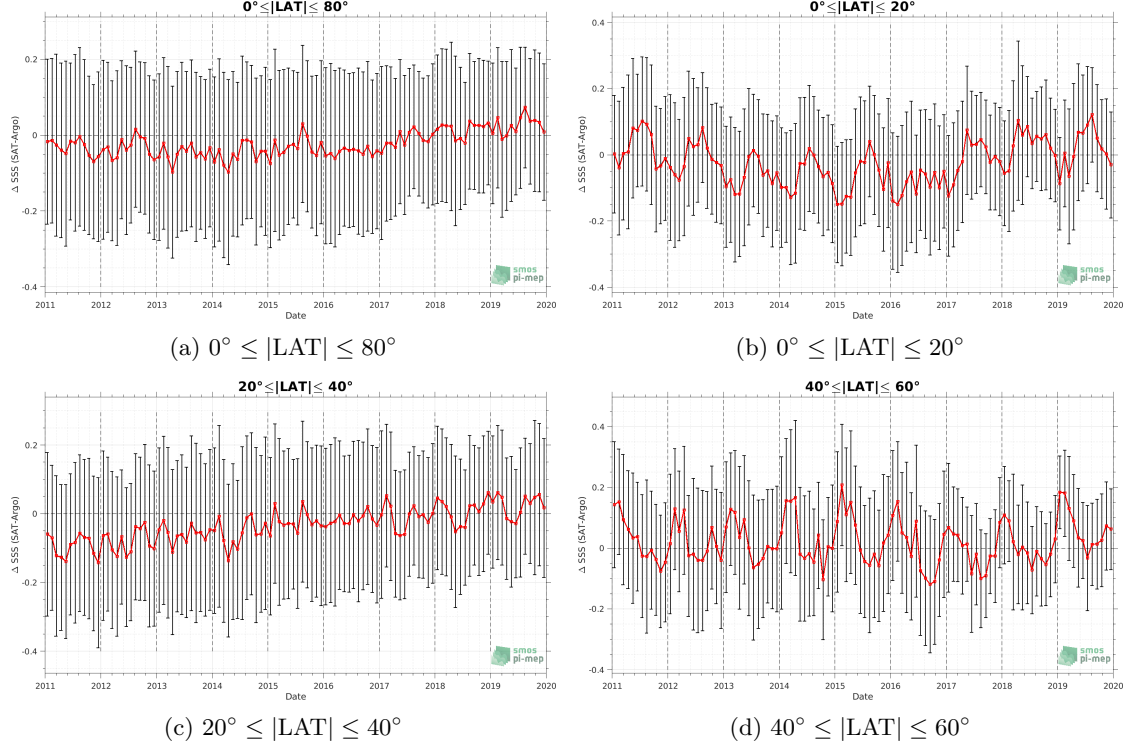 0°≤|LAT|≤ 80°
Δ SSS (SAT-Argo)
0.2
0
-0.2
-0.4
smos
pi-mep
2011 2012 2013 2014 2015 2016 2017 2018 2019 2020
Date
(a) 0° ≤ |LAT| ≤ 80°
0°≤|LAT|≤ 20°
Δ SSS (SAT-Argo)
0.4
0.2
0
-0.2
-0.4
smos
pi-mep
2011 2012 2013 2014 2015 2016 2017 2018 2019 2020
Date
(b) 0° ≤ |LAT| ≤ 20°
20°≤|LAT|≤ 40°
Δ SSS (SAT-Argo)
0.2
0
-0.2
-0.4
smos
pi-mep
2011 2012 2013 2014 2015 2016 2017 2018 2019 2020
Date
(c) 20° ≤ |LAT| ≤ 40°
40°≤|LAT|≤ 60°
Δ SSS (SAT-Argo)
0.4
0.2
0
-0.2
-0.4
smos
pi-mep
2011 2012 2013 2014 2015 2016 2017 2018 2019 2020
Date
(d) 40° ≤ |LAT| ≤ 60°